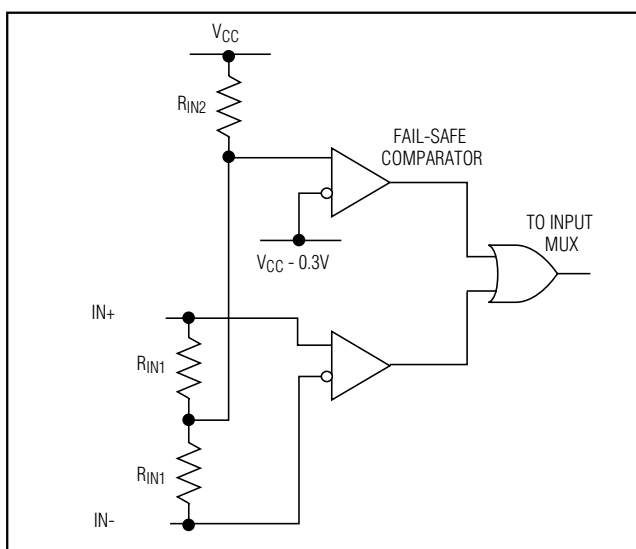 VCC
RIN2
FAIL-SAFE
COMPARATOR
TO INPUT
MUX
VCC - 0.3V
IN+
RIN1
RIN1
IN-